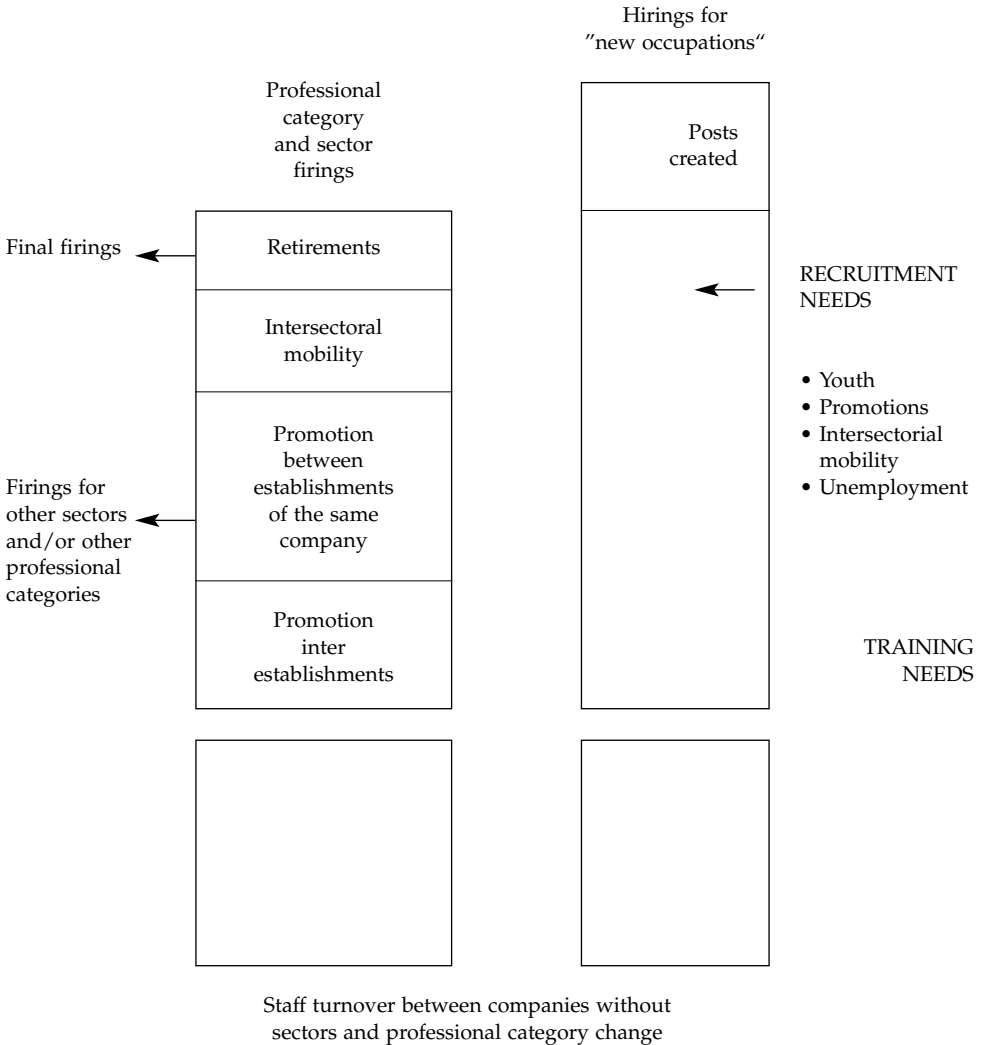 Hirings for
”new occupations“
Professional
category
and sector
firings
Posts
created
Final firings
Retirements
RECRUITMENT
NEEDS
Intersectoral
mobility
• Youth
• Promotions
• Intersectorial
mobility
• Unemployment
Promotion
between
establishments
of the same
company
Firings for
other sectors
and/or other
professional
categories
Promotion
inter
establishments
TRAINING
NEEDS
Staff turnover between companies without
sectors and professional category change